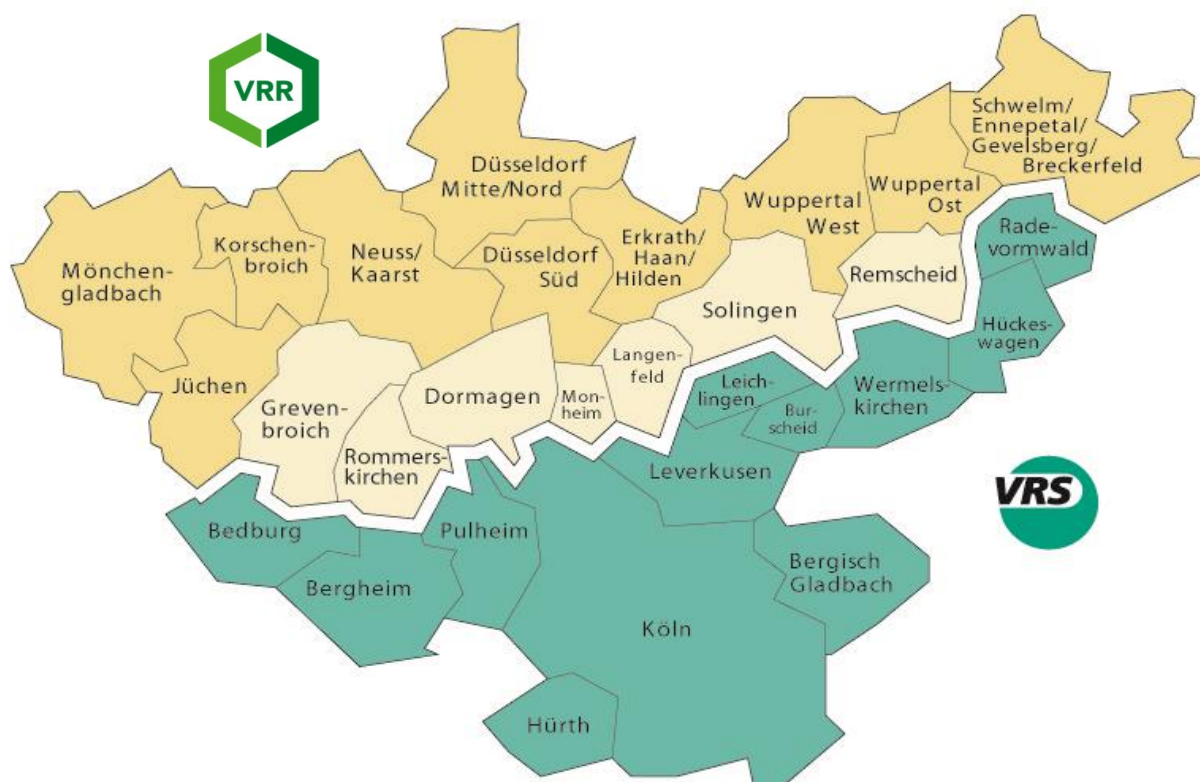 VRR
Schwelm/
Ennepetal/
Gevelsberg/
Breckerfeld
Düsseldorf
Mitte/Nord
Wuppertal
Ost
Wuppertal
West
Rade-
vormwald
Korschen-
broich
Neuss/
Kaarst
Düsseldorf
Süd
Erkrath/
Haan/
Hilden
Mönchen-
gladbach
Remscheid
Solingen
Hückes-
wagen
Jüchen
Langen-
feld
Greven-
broich
Dormagen
Mon-
heim
Leich-
lingen
Bur-
scheid
Wermels-
kirchen
Rommers-
kirchen
Leverkusen
VRS
Bedburg
Pulheim
Bergheim
Bergisch
Gladbach
Köln
Hürth